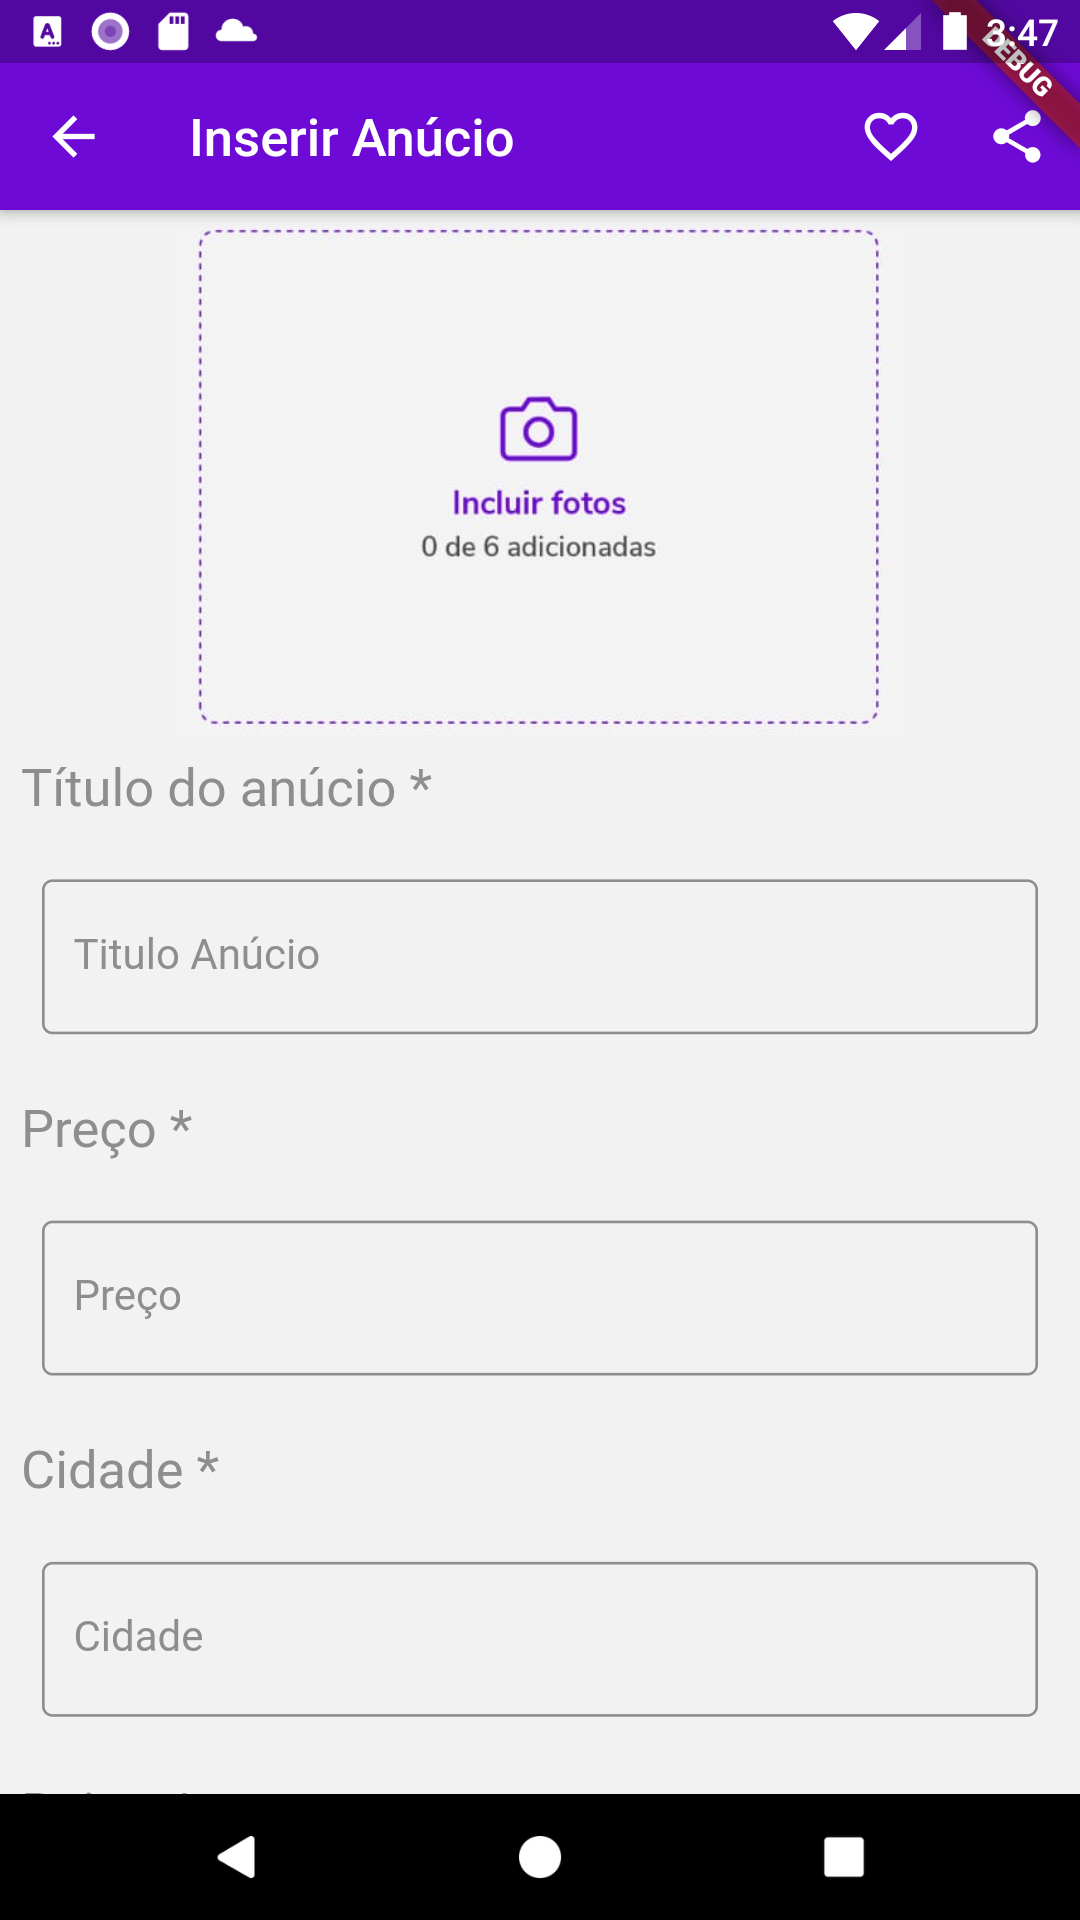 3:47
DEBUG
Inserir Anúcio
Incluir fotos
0 de 6 adicionadas
Título do anúcio *
Titulo Anúcio
Preço *
Preço
Cidade *
Cidade